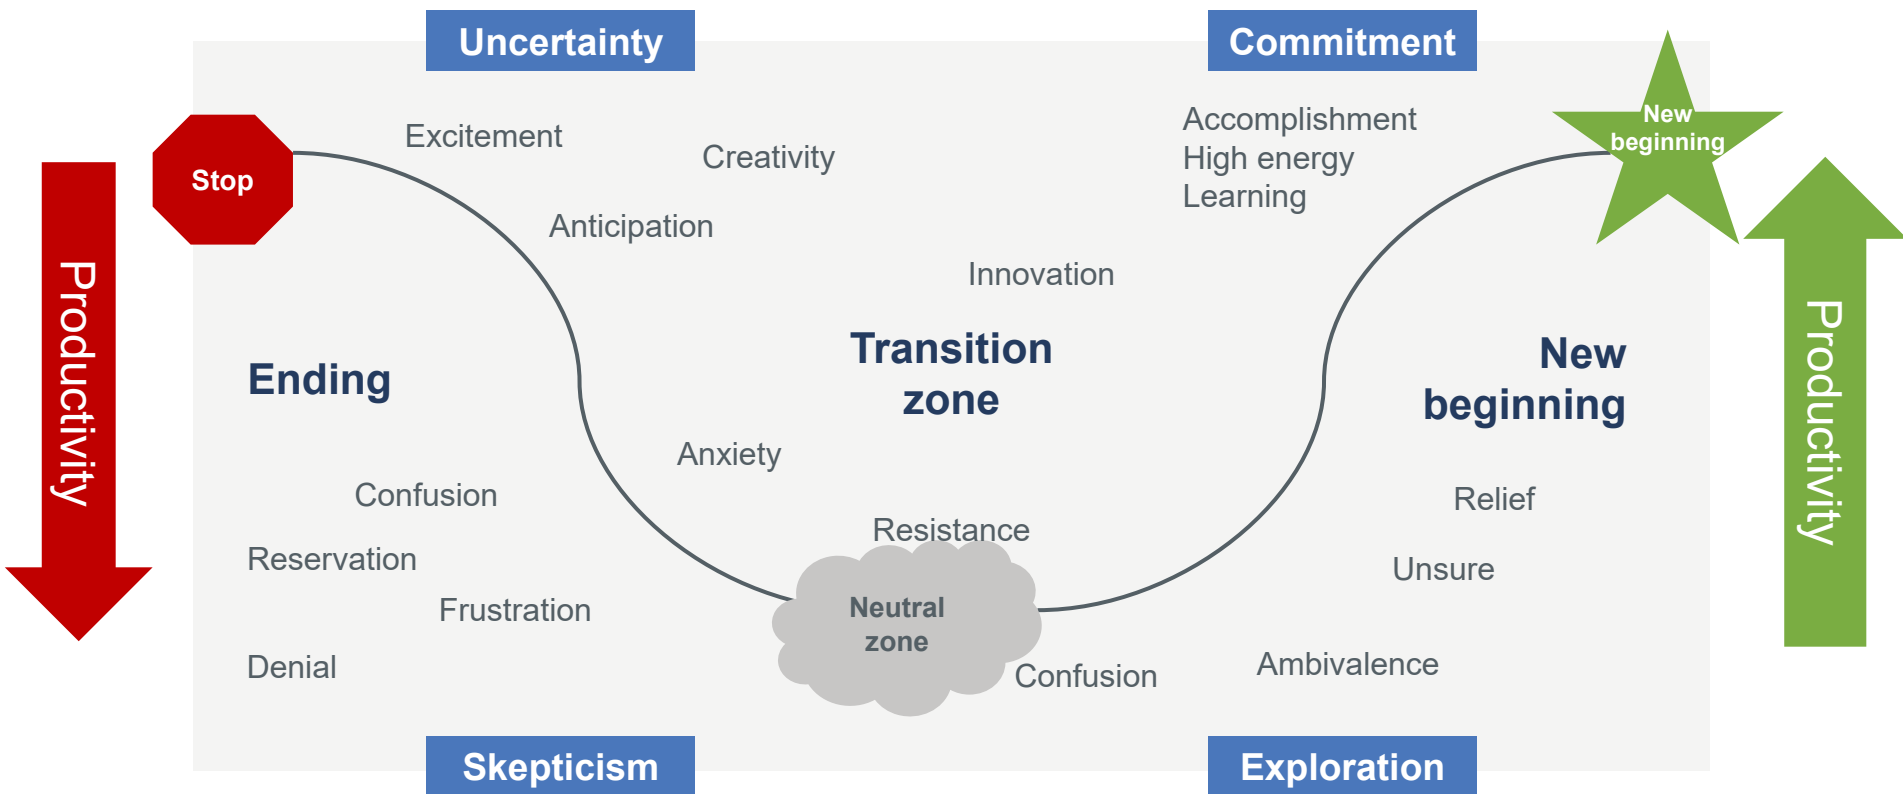 Uncertainty
Commitment
Excitement
Creativity
Anticipation
Accomplishment
High energy
Learning
New
beginning
Stop
Innovation
Productivity
Ending
Transition
zone
New
beginning
Productivity
Anxiety
Confusion
Resistance
Relief
Reservation
Unsure
Frustration
Neutral
zone
Denial
Confusion
Ambivalence
Skepticism
Exploration